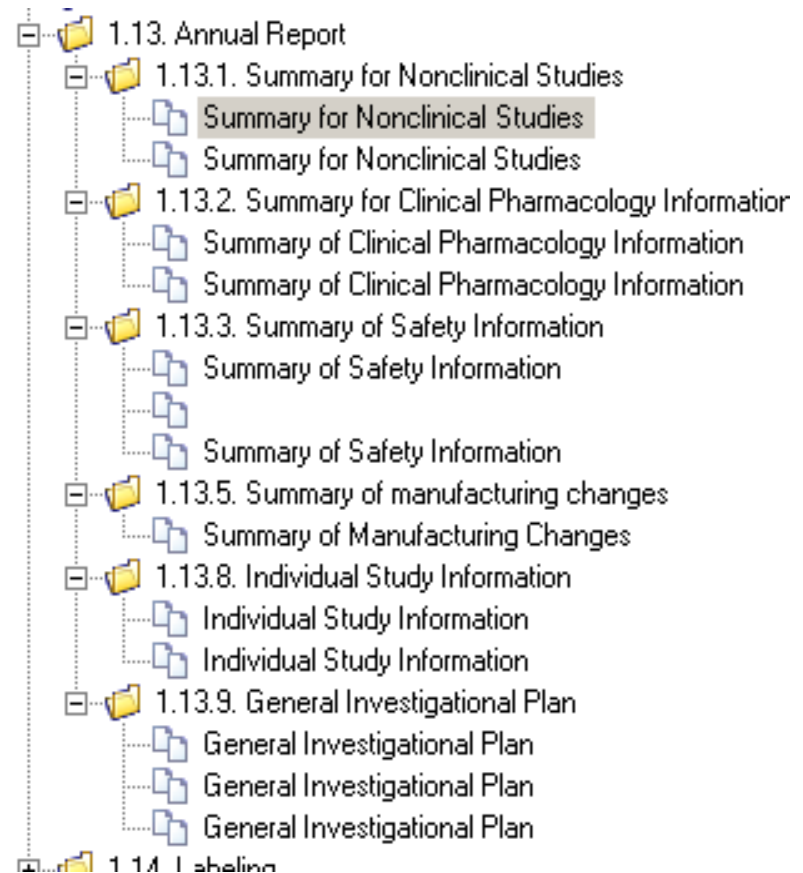 1.13. Annual Report
1.13.1. Summary for Nonclinical Studies
Summary for Nonclinical Studies
Summary for Nonclinical Studies
1.13.2. Summary for Clinical Pharmacology Information
Summary of Clinical Pharmacology Information
Summary of Clinical Pharmacology Information
1.13.3. Summary of Safety Information
Summary of Safety Information
Summary of Safety Information
1.13.5. Summary of manufacturing changes
Summary of Manufacturing Changes
1.13.8. Individual Study Information
Individual Study Information
Individual Study Information
1.13.9. General Investigational Plan
General Investigational Plan
General Investigational Plan
General Investigational Plan
1.14. Labeling